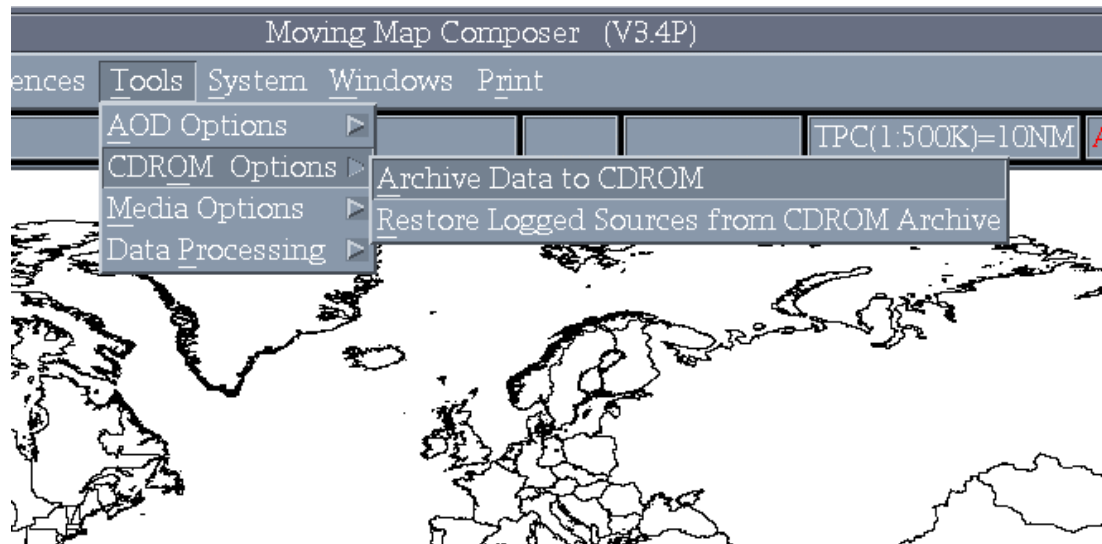 Moving Map Composer (V3.4P)
ences Tools System Windows Print
AOD Options
TPC(1:500K)=10NM A
CDROM Options
Archive Data to CDROM
Media Options
Restore Logged Sources from CDROM Archive
Data Processing